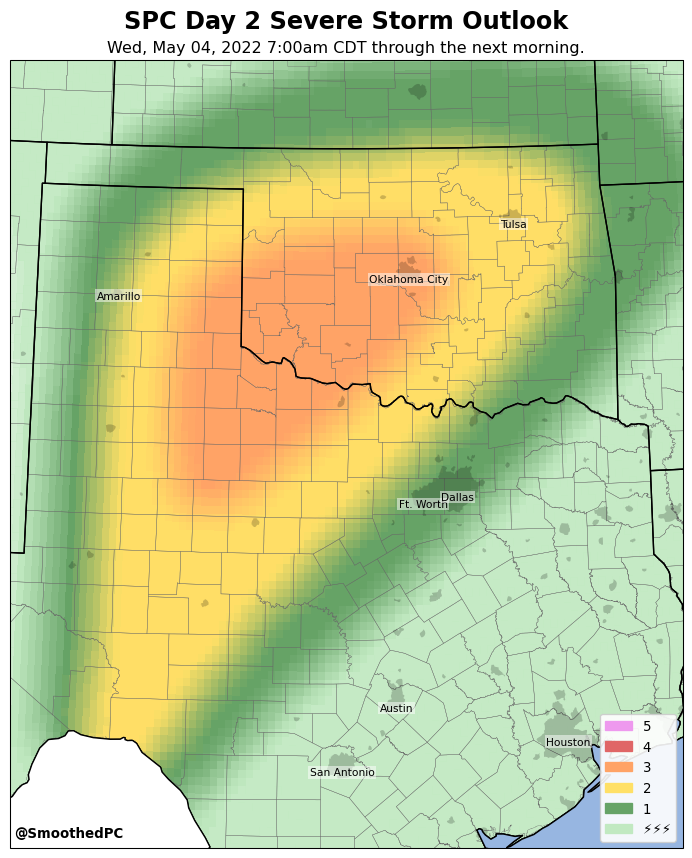 SPC Day 2 Severe Storm Outlook
Wed, May 04, 2022 7:00am CDT through the next morning.
Tulsa
Oklahoma City
Amarillo
Dallas
Ft. Worth
Austin
Houston
San Antonio
5
4
3
2
1
⚡⚡⚡
@SmoothedPC